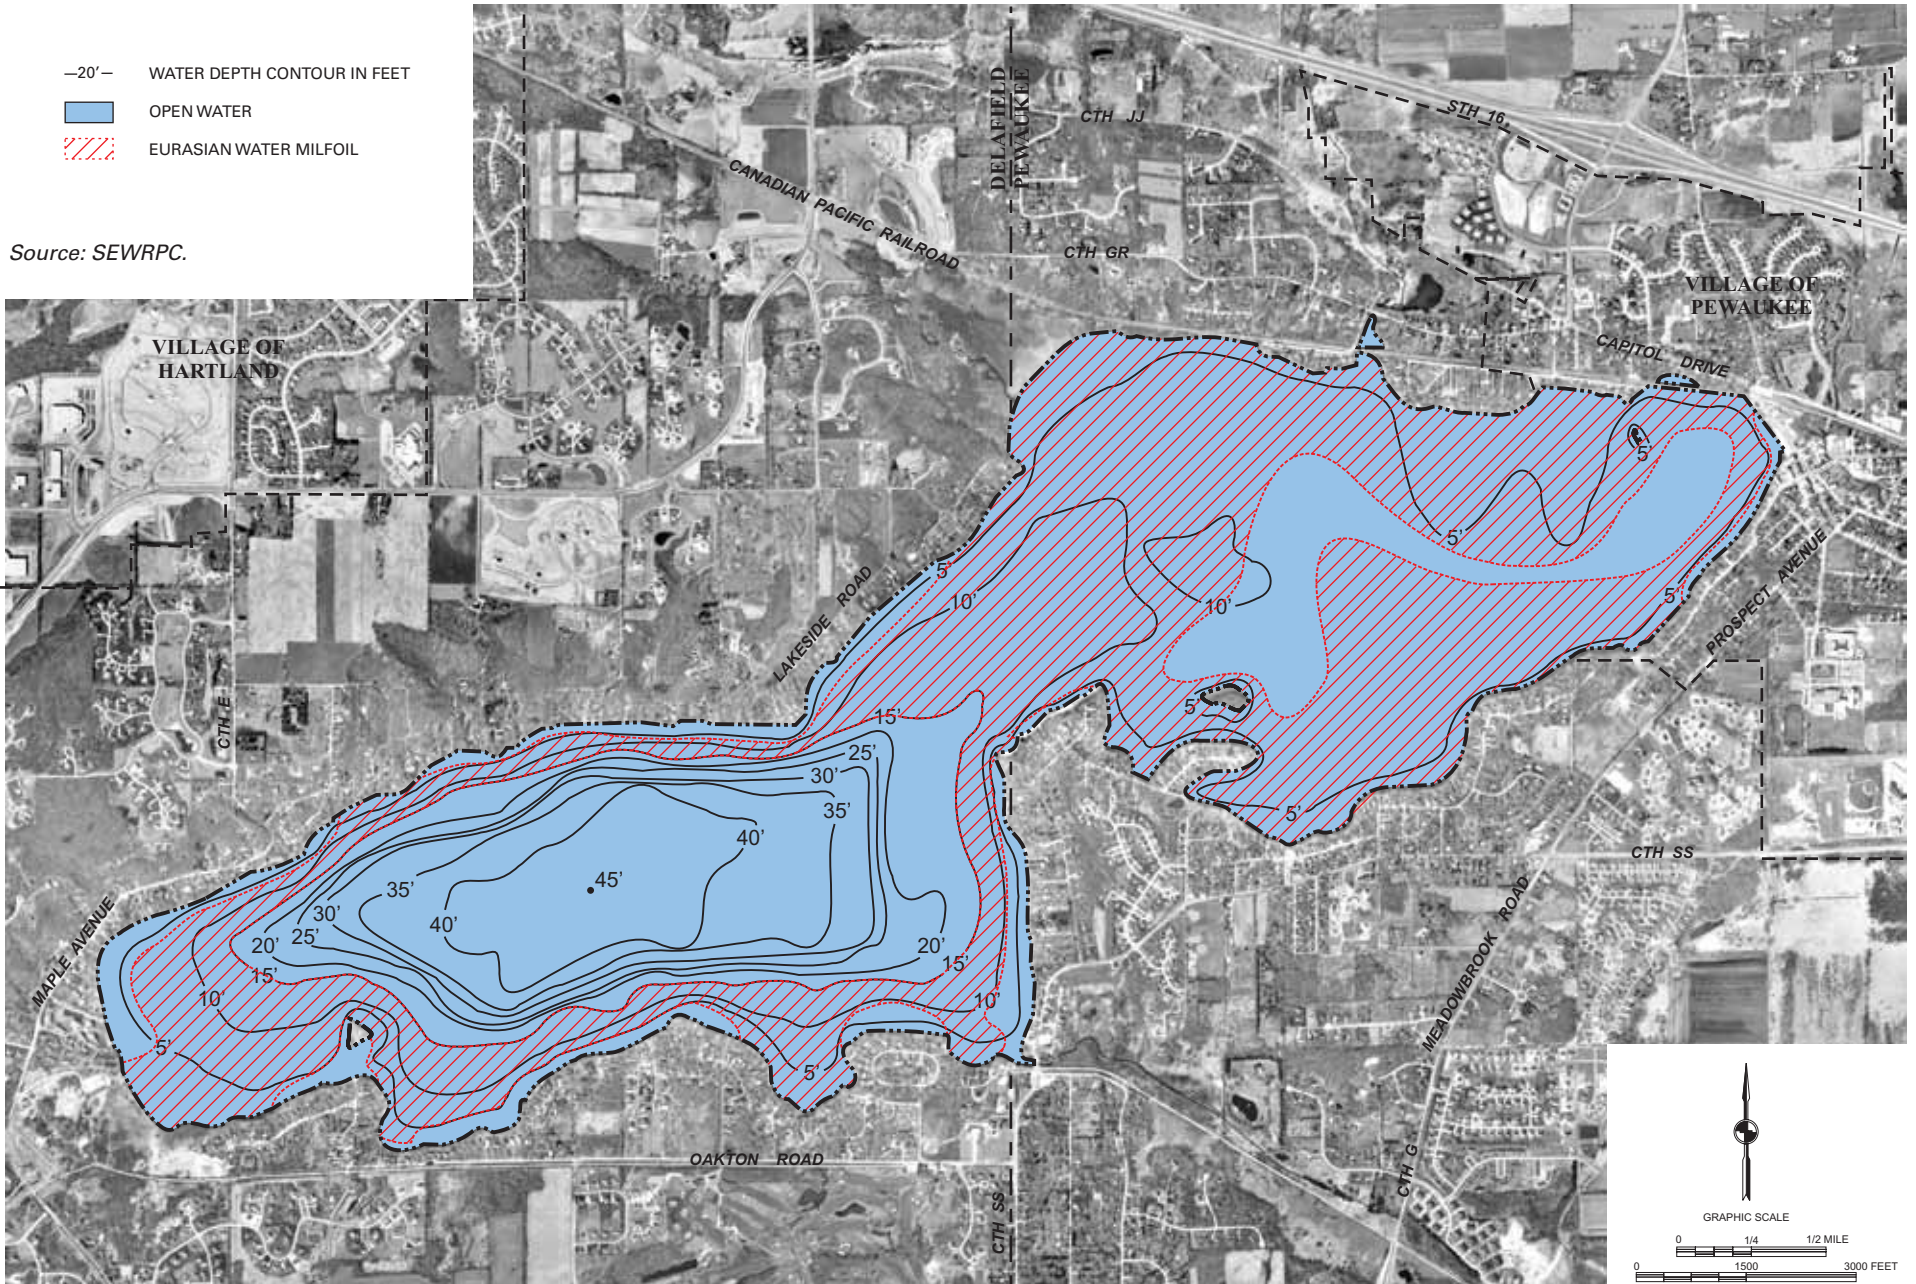 —20'— WATER DEPTH CONTOUR IN FEET
OPEN WATER
EURASIAN WATER MILFOIL
Source: SEWRPC.
DELAFIELD
PEWAUKEE
CTH JJ
STH 16
CANADIAN PACIFIC RAILROAD
CTH GR
VILLAGE OF
PEWAUKEE
VILLAGE OF
HARTLAND
CAPITOL DRIVE
5'
5'
PROSPECT AVENUE
5'
5'
10'
10'
LAKESIDE ROAD
CTH E
5'
15'
25'
30'
35'
40'
5'
CTH SS
45'
35'
30'
40'
25'
20'
15'
20'
15'
MAPLE AVENUE
10'
10'
MEADOWBROOK ROAD
5'
5'
OAKTON ROAD
CTH G
CTH SS
GRAPHIC SCALE
0 1/4 1/2 MILE
0 1500 3000 FEET